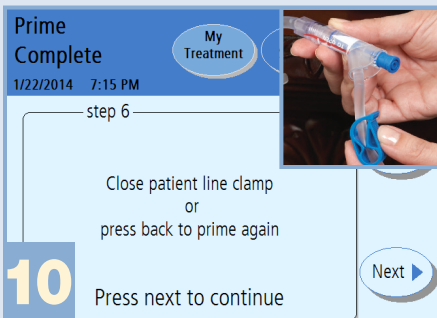 Prime
Complete
My
Treatment
1/22/2014 7:15 PM
step 6
Close patient line clamp
or
press back to prime again
10
Next
Press next to continue